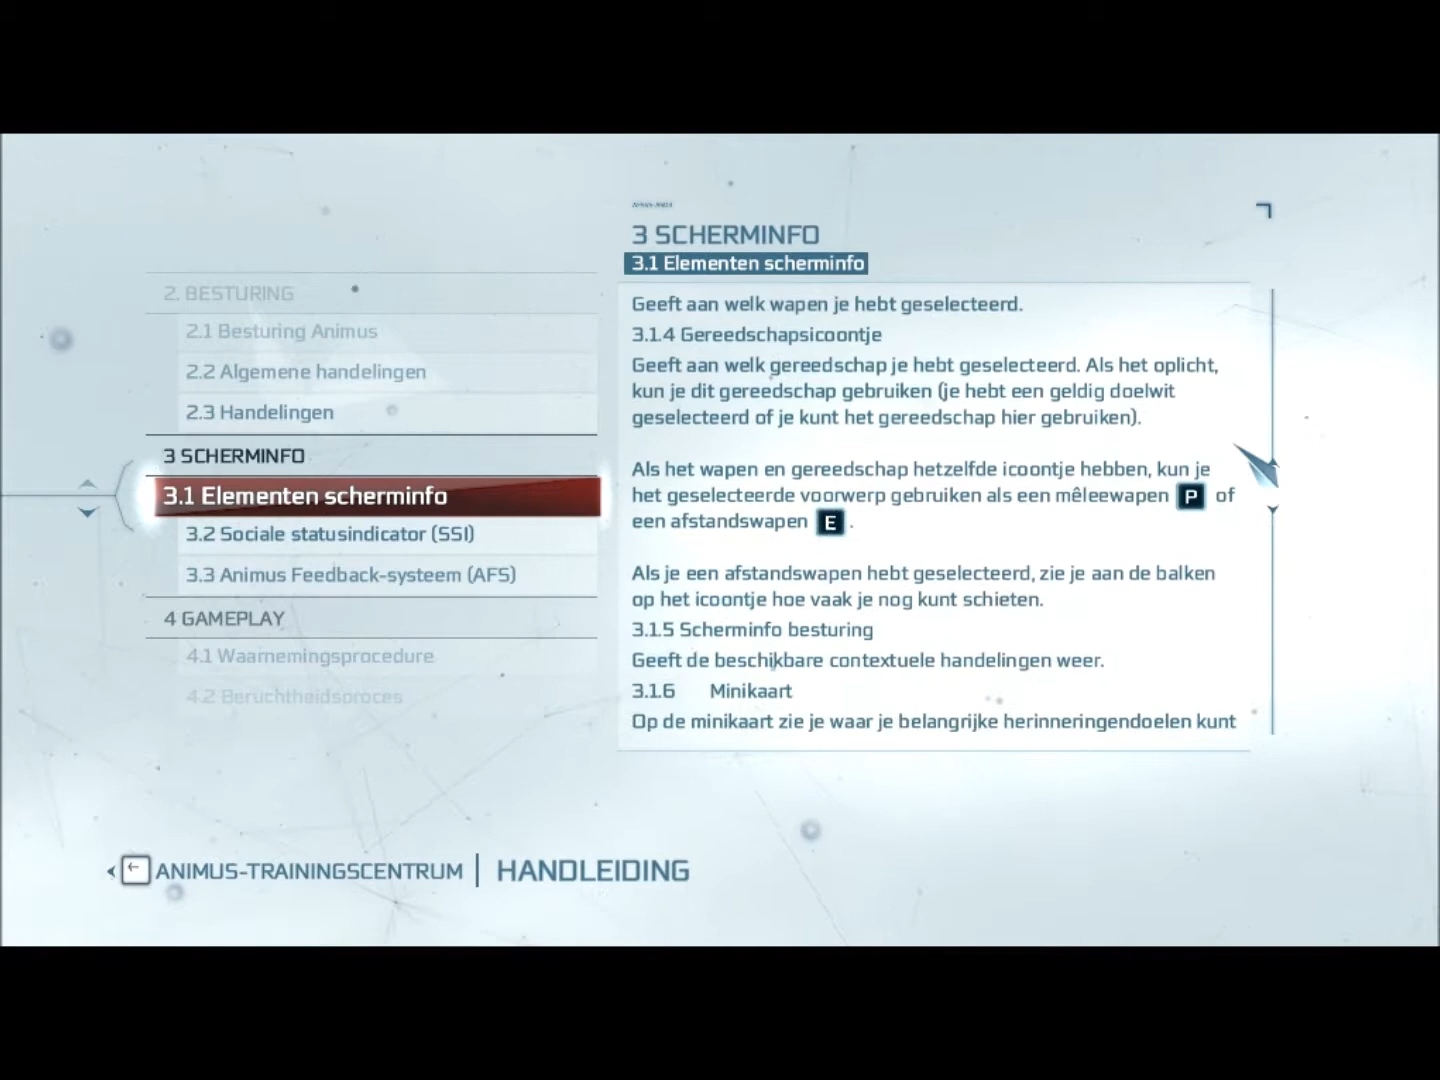 3 SCHERMINFO
3.1 Elementen scherminfo
2. BESTURING
2.1 Besturing Animus
2.2 Algemene handelingen
2.3 Handelingen
3 SCHERMINFO
3.1 Elementen scherminfo
3.2 Sociale statusindicator (SSI)
3.3 Animus Feedback-systeem (AFS)
4 GAMEPLAY
4.1 Waarnemingsprocedure
4.2 Beruchtheidsproces
Geeft aan welk wapen je hebt geselecteerd.
3.1.4 Gereedschapsicoontje
Geeft aan welk gereedschap je hebt geselecteerd. Als het oplicht,
kun je dit gereedschap gebruiken (je hebt een geldig doelwit
geselecteerd of je kunt het gereedschap hier gebruiken).
Als het wapen en gereedschap hetzelfde icoontje hebben, kun je
het geselecteerde voorwerp gebruiken als een mêleewapen P of
een afstandswapen E .
Als je een afstandswapen hebt geselecteerd, zie je aan de balken
op het icoontje hoe vaak je nog kunt schieten.
3.1.5 Scherminfo besturing
Geeft de beschikbare contextuele handelingen weer.
3.1.6 Minikaart
Op de minikaart zie je waar je belangrijke herinneringendoelen kunt
ANIMUS-TRAININGSCENTRUM | HANDLEIDING